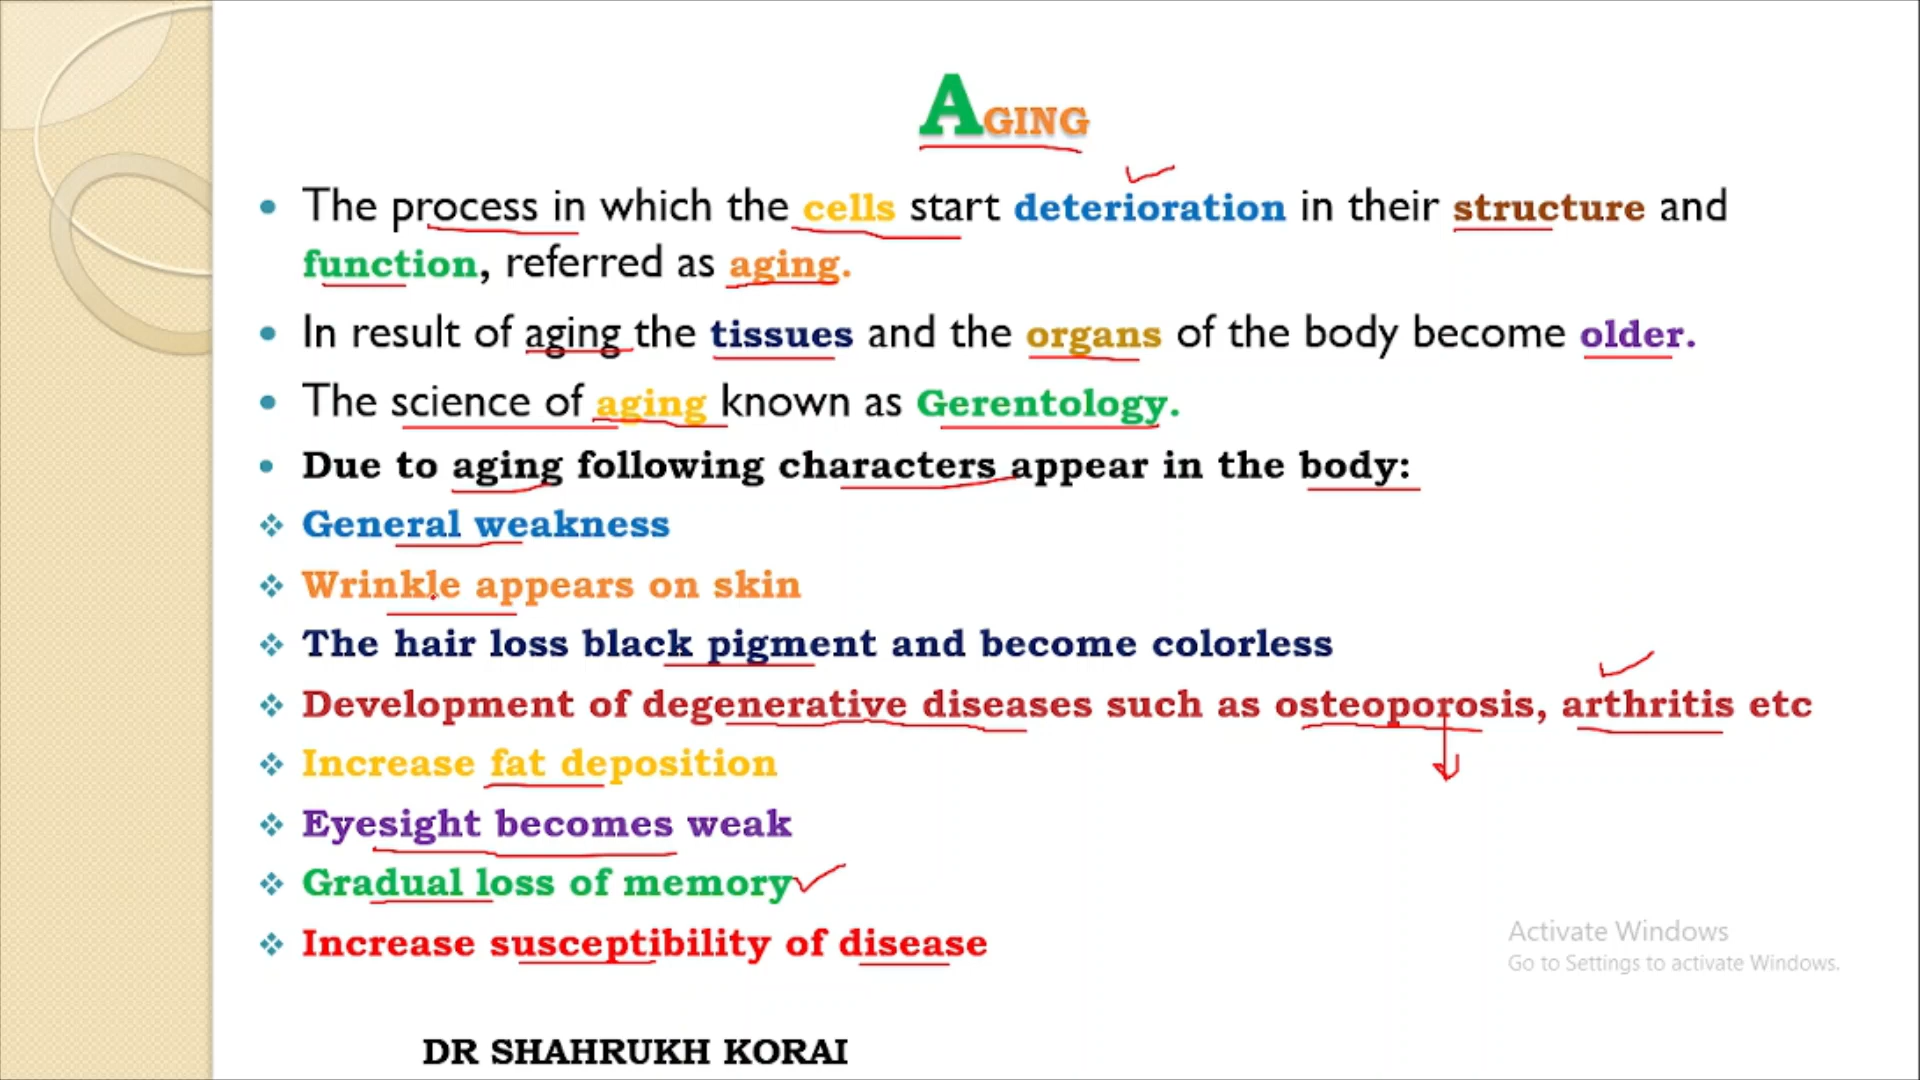 AGING
The process in which the cells start deterioration in their structure and
function, referred as aging.
In result of aging the tissues and the organs of the body become older.
The science of aging known as Gerentology.
Due to aging following characters appear in the body:
General weakness
Wrinkle appears on skin
The hair loss black pigment and become colorless
Development of degenerative diseases such as osteoporosis, arthritis etc
Increase fat deposition
Eyesight becomes weak
Gradual loss of memory
Increase susceptibility of disease
Activate Windows
Go to Settings to activate Windows.
DR SHAHRUKH KORAI